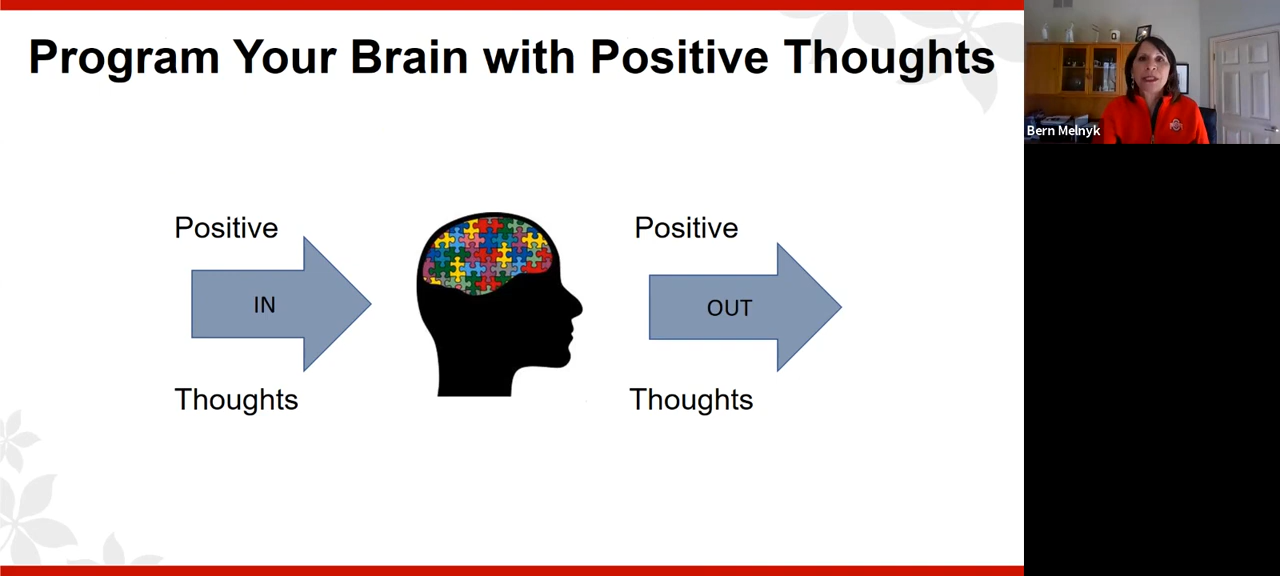 Program Your Brain with Positive Thoughts
Bern Melnyk
Positive
Positive
IN
OUT
Thoughts
Thoughts